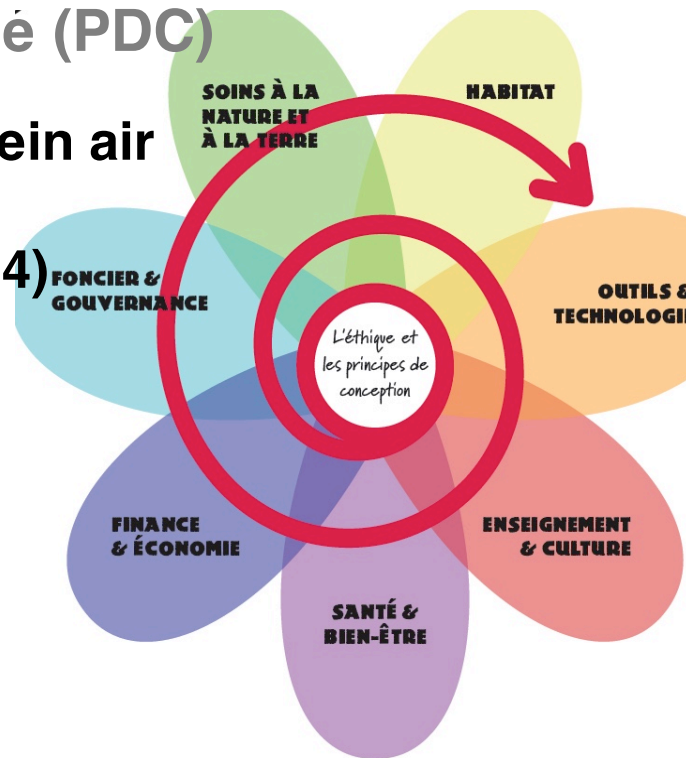 é (PDC)
SOINS À LA
NATURE ET
À LA TERRE
HABITAT
ein air
4)
FONCIER &
GOUVERNANCE
OUTILS &
TECHNOLOGI
L'éthique et
les principes de
conception
FINANCE
& ÉCONOMIE
ENSEIGNEMENT
& CULTURE
SANTÉ &
BIEN-ÊTRE